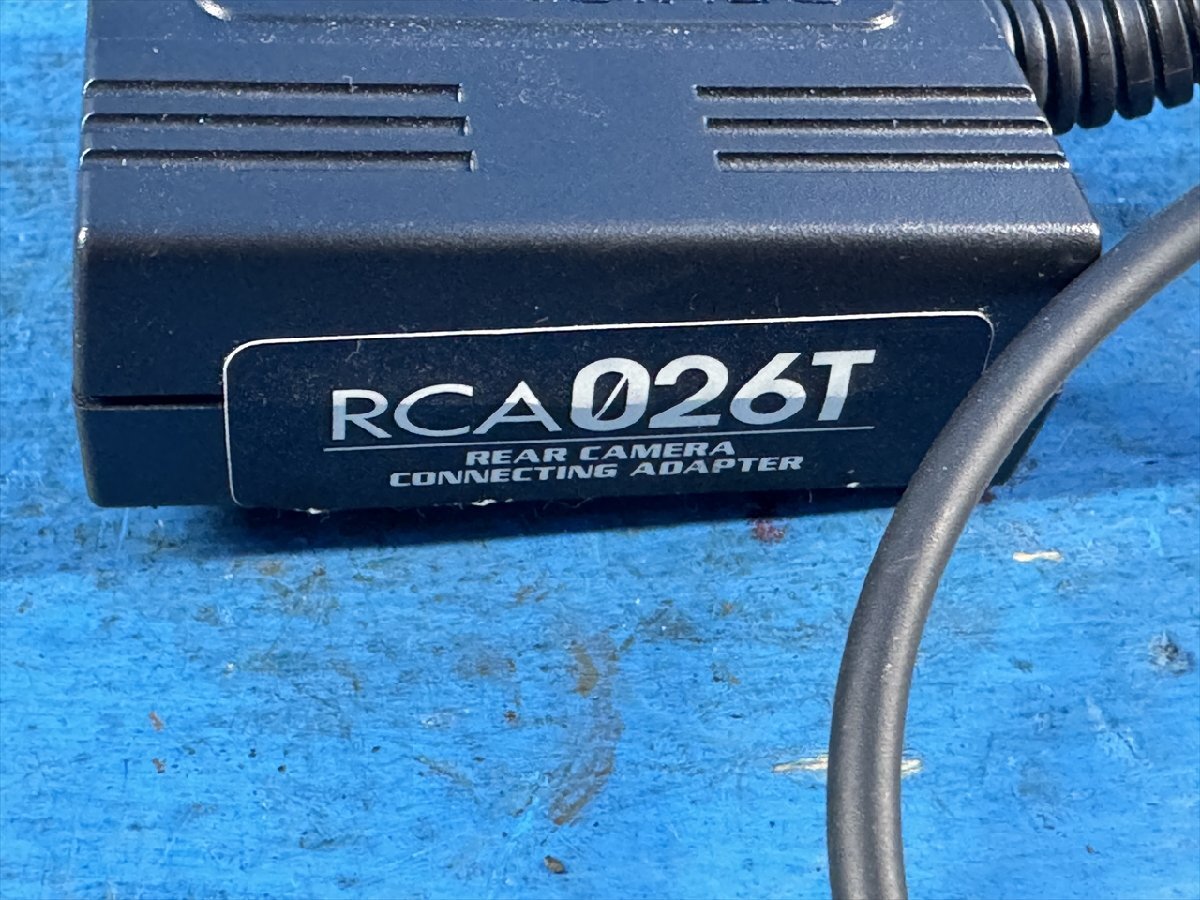 RCA026T
REAR CAMERA
CONNECTING ADAPTER